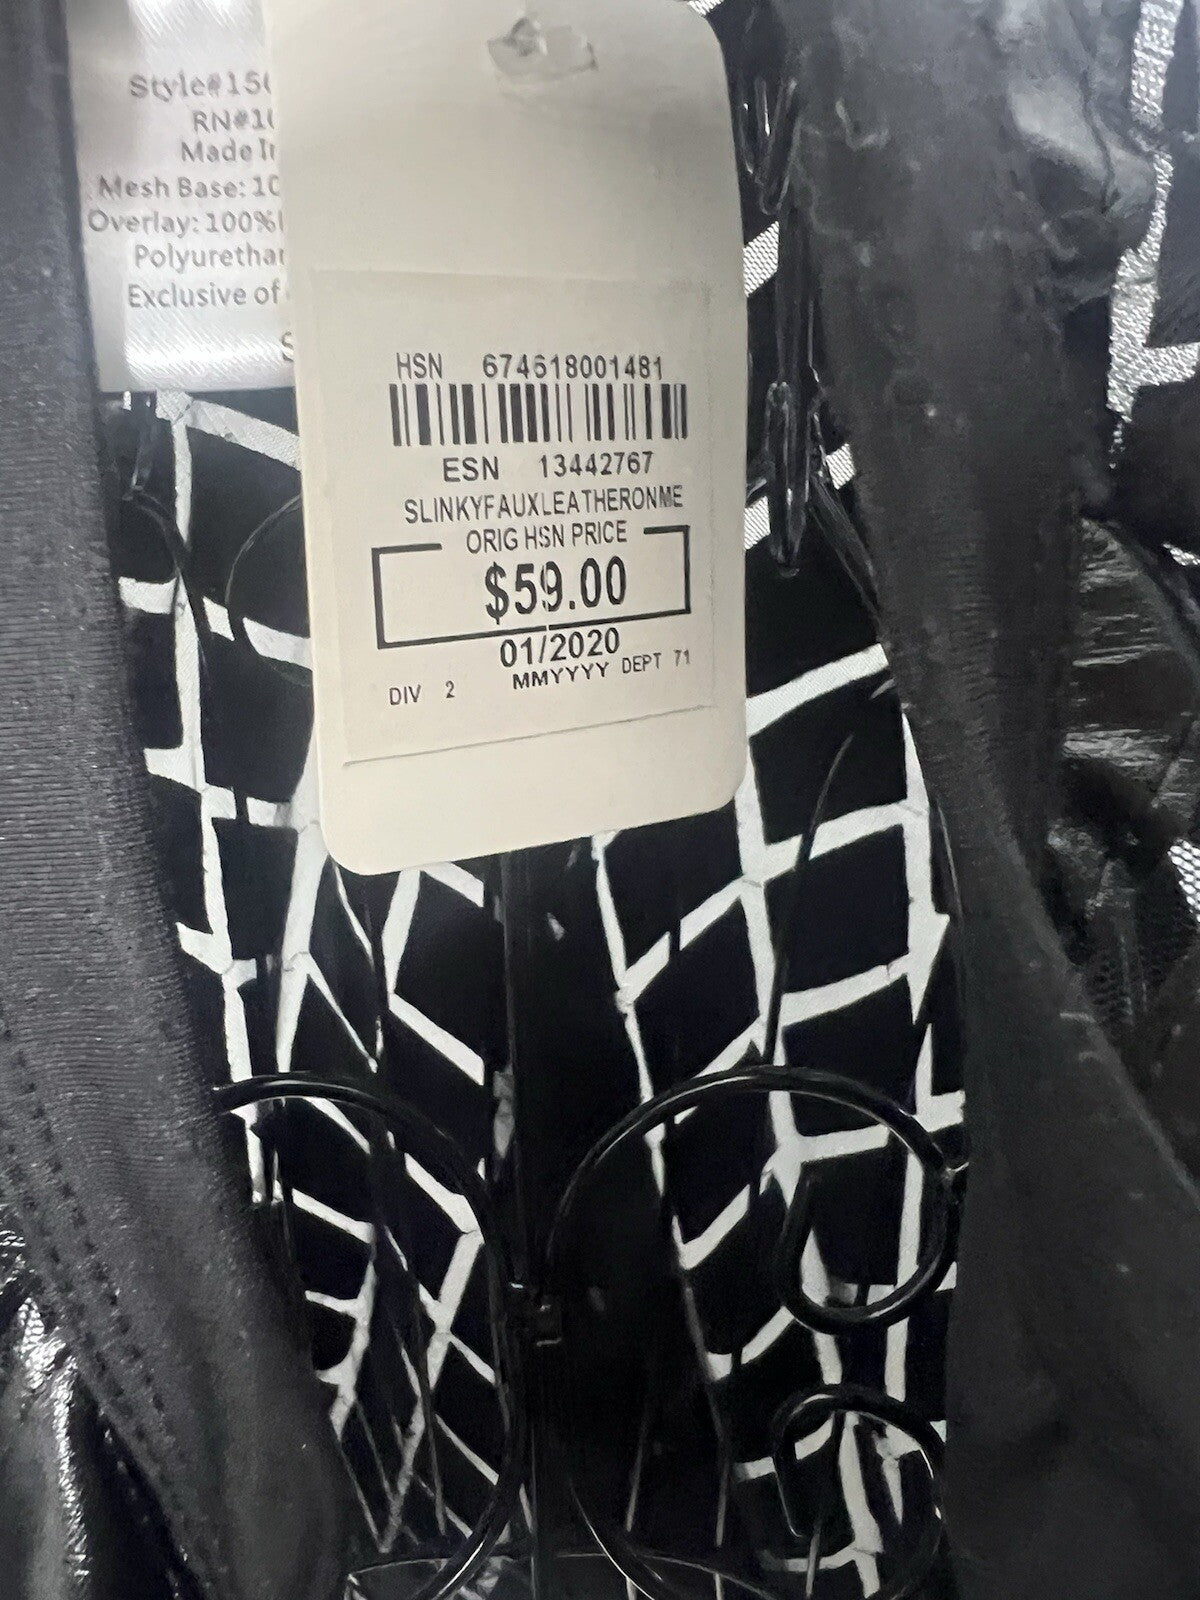 Style#15
RN#1
Made
Mesh Base: 10
Overlay: 100%
Exclusive of
HSN 674618001481
ESN 13442767
SLINKYFAUXLEATHERONME
ORIG HSN PRICE
$59.00
01/2020
DIV 2 MMYYYY DEPT 71